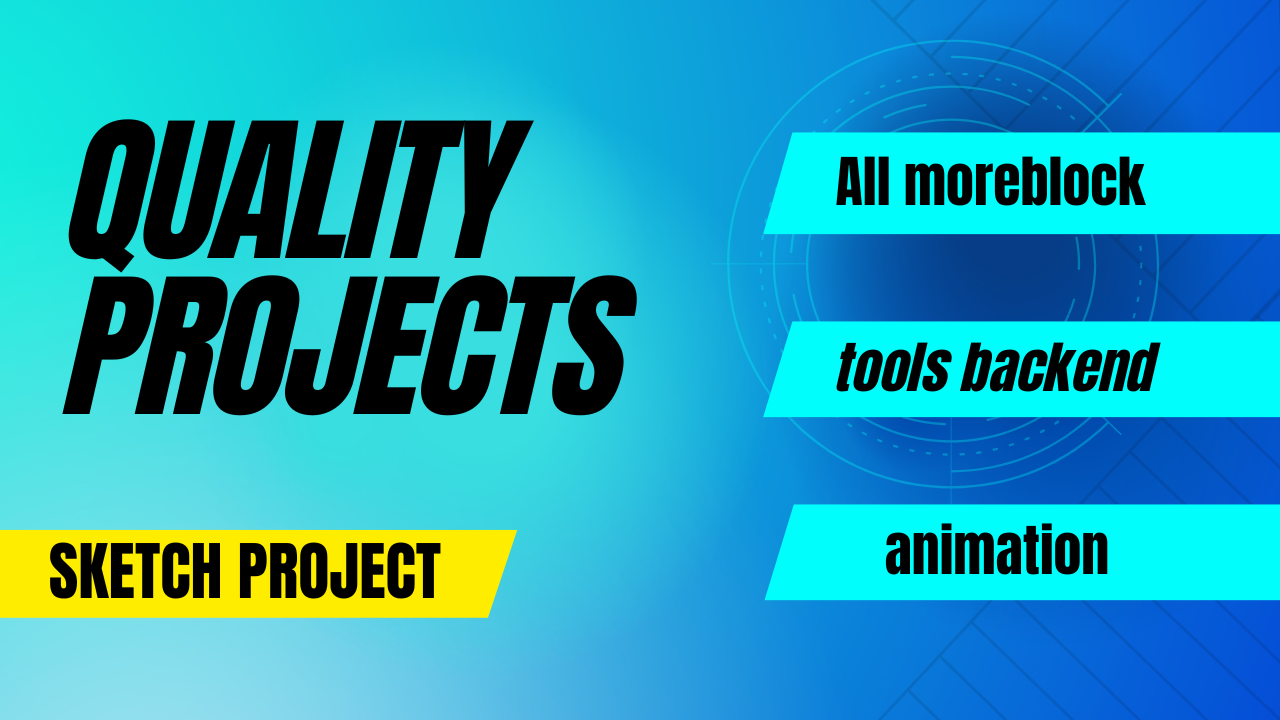 QUALITY
PROJECTS
SKETCH PROJECT
All moreblock
tools backend
animation